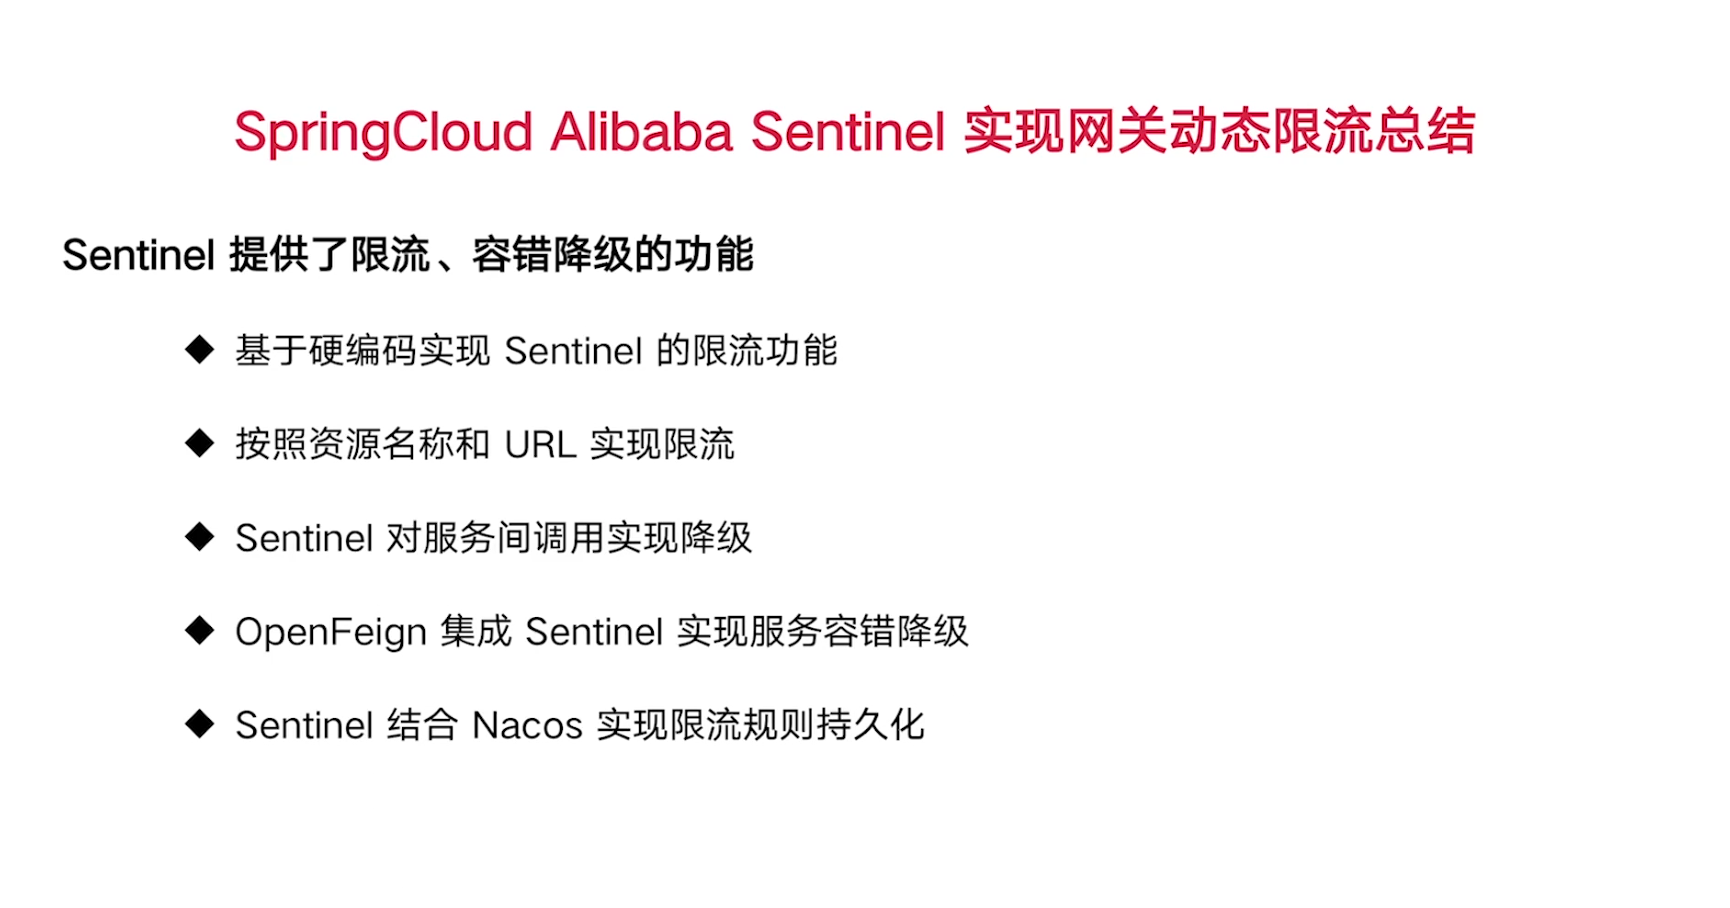 SpringCloud Alibaba Sentinel 实现网关动态限流总结
Sentinel 提供了限流、容错降级的功能
◆ 基于硬编码实现 Sentinel 的限流功能
◆ 按照资源名称和 URL 实现限流
◆ Sentinel 对服务间调用实现降级
◆ OpenFeign 集成 Sentinel 实现服务容错降级
◆ Sentinel 结合 Nacos 实现限流规则持久化